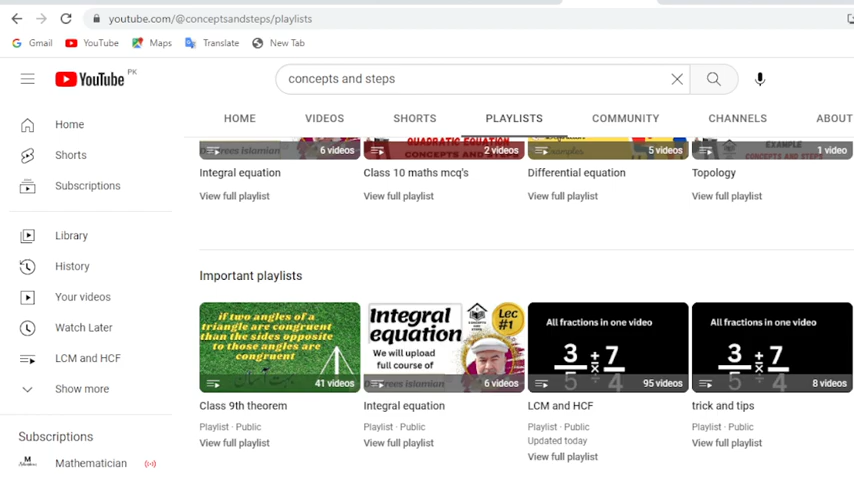 youtube.com/@conceptsandsteps/playlists
Gmail YouTube Maps Translate New Tab
YouTube PK
concepts and steps
HOME VIDEOS SHORTS PLAYLISTS COMMUNITY CHANNELS ABOUT
Home
Shorts
Subscriptions
Library
History
Your videos
Watch Later
LCM and HCF
Show more
Subscriptions
Mathematician
QUADRATIC EQUATION
EXAMPLE
CONCEPTS AND STEPS
CONCEPTS AND STEPS
6 videos 2 videos 5 videos 1 video
Integral equation Class 10 maths mcq's Differential equation Topology
View full playlist View full playlist View full playlist View full playlist
Important playlists
if two angles of a
triangle are congruent
than the sides opposite
to those angles are
congruent
41 videos
Class 9th theorem
Playlist · Public
View full playlist
Integral
equation
Lec
#1
We will upload
full course of
6 videos
Integral equation
Playlist · Public
View full playlist
All fractions in one video
3 + 7
5 4
95 videos
LCM and HCF
Playlist · Public
Updated today
View full playlist
All fractions in one video
3 + 7
5 4
8 videos
trick and tips
Playlist · Public
View full playlist